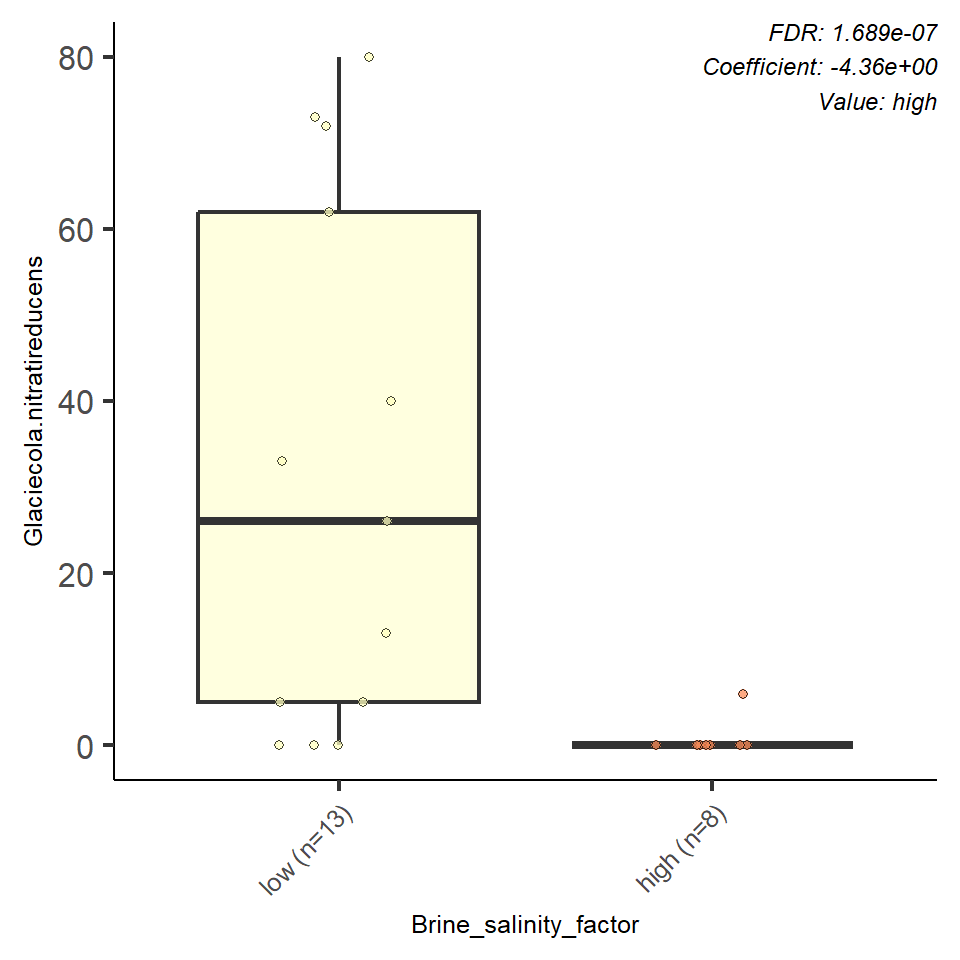 FDR: 1.689e-07
Coefficient: -4.36e+00
Value: high
80
60
40
20
0
Glaciecola.nitratireducens
low (n=13)
high (n=8)
Brine_salinity_factor